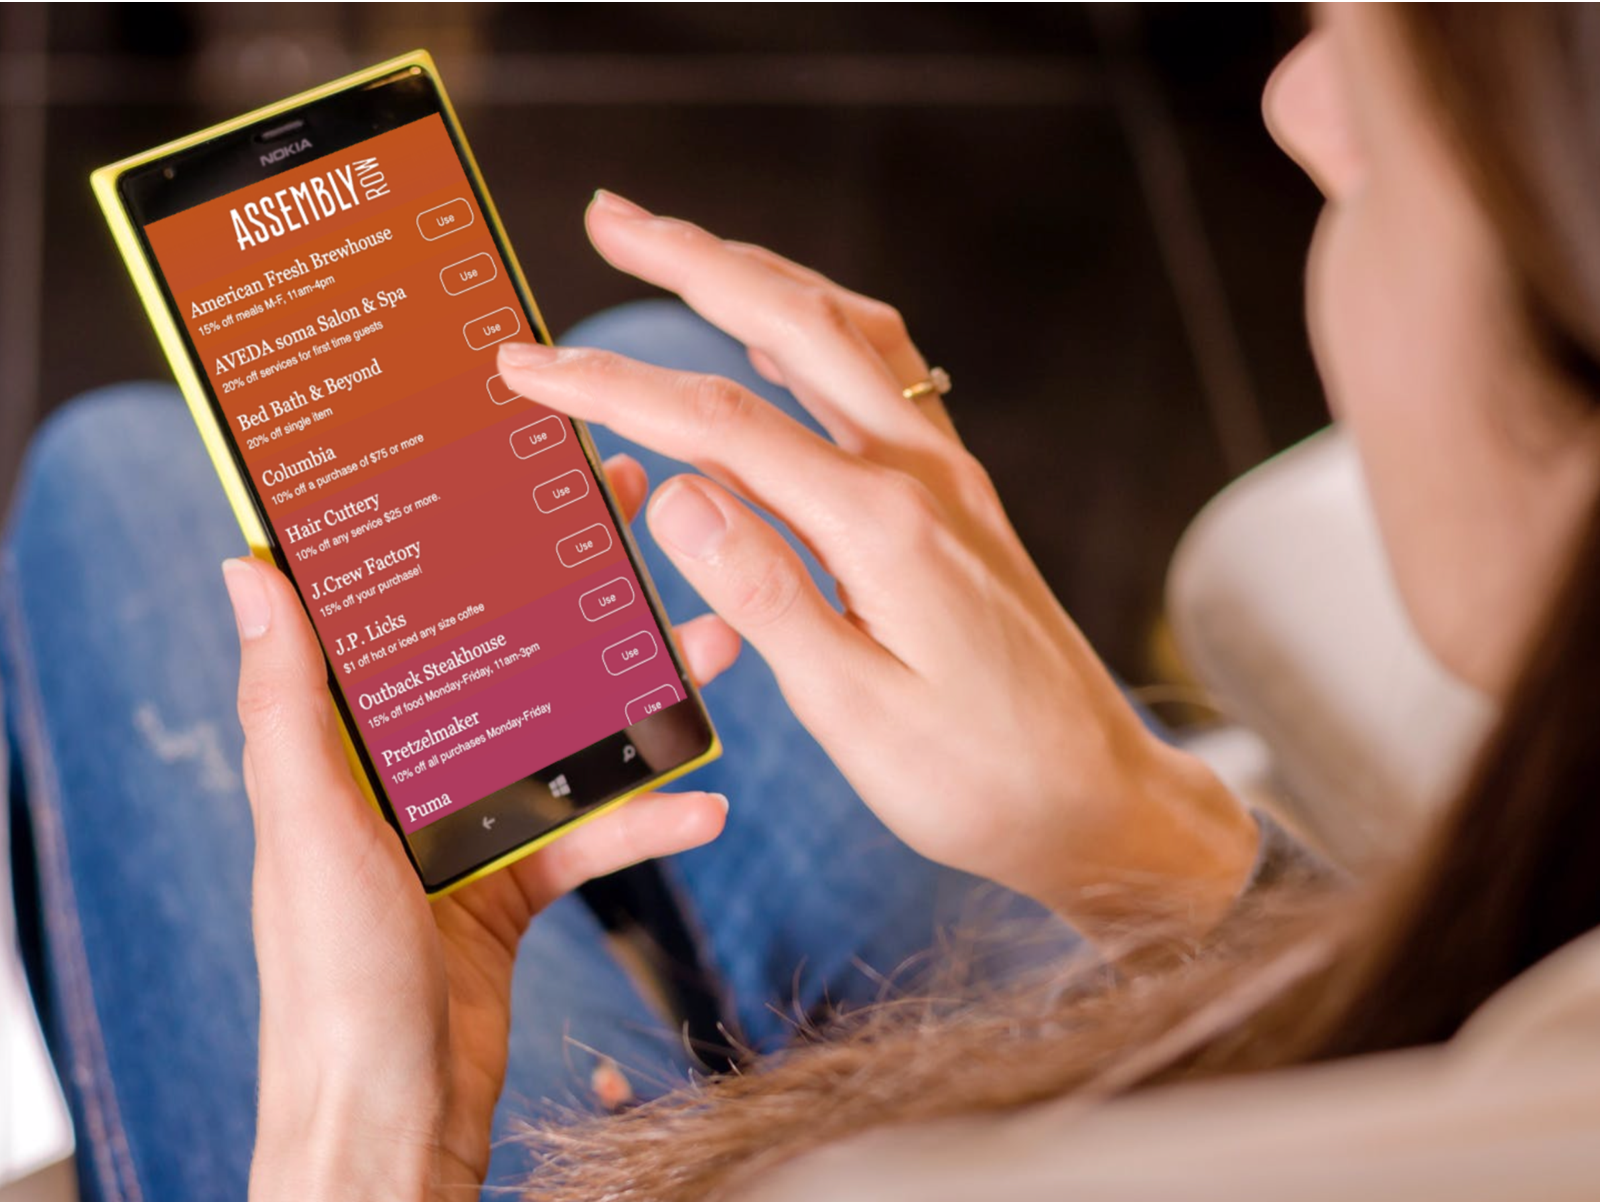 NOKIA
ASSEMBLY ROW
American Fresh Brewhouse
15% off meals M-F, 11am-4pm
Use
AVEDA soma Salon & Spa
20% off services for first time guests
Use
Bed Bath & Beyond
20% off single item
Use
Columbia
10% off a purchase of $75 or more
Hair Cuttery
10% off any service $25 or more.
Use
J.Crew Factory
15% off your purchase!
Use
J.P. Licks
$1 off hot or iced any size coffee
Use
Outback Steakhouse
15% off food Monday-Friday, 11am-3pm
Use
Pretzelmaker
10% off all purchases Monday-Friday
Use
Puma
Use